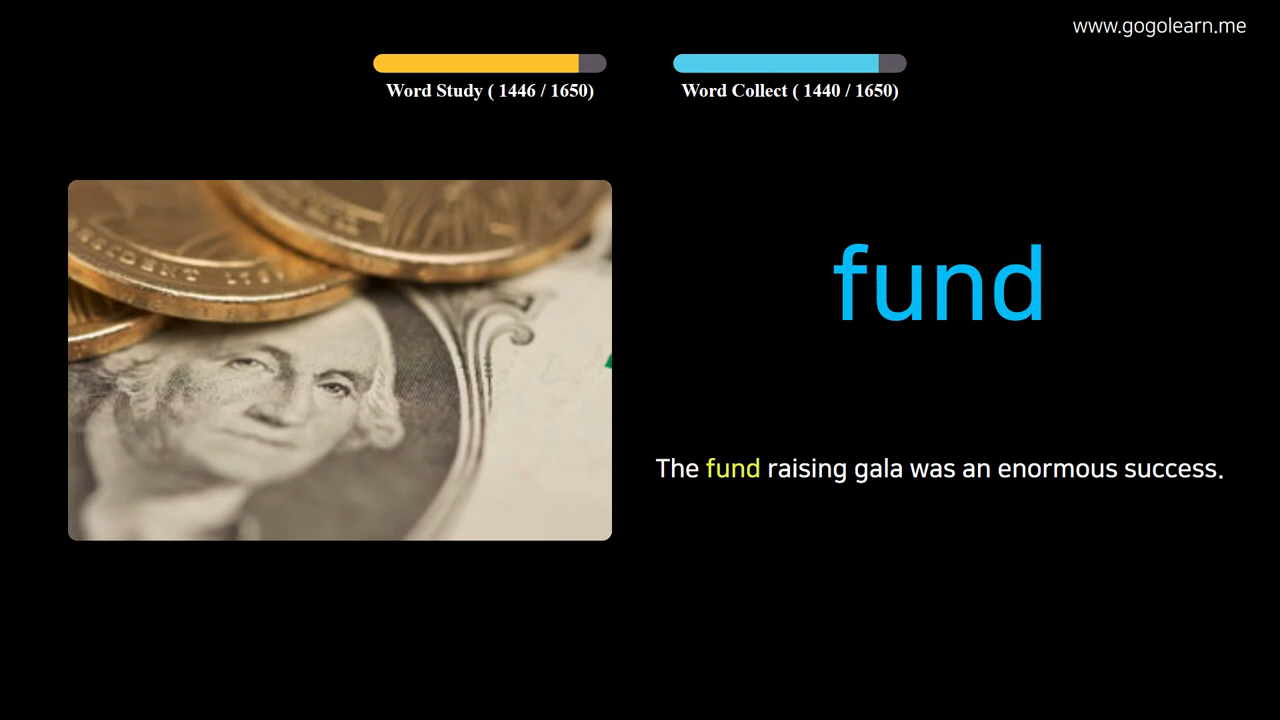 www.gogolearn.me
Word Study ( 1446 / 1650)
Word Collect ( 1440 / 1650)
fund
The fund raising gala was an enormous success.